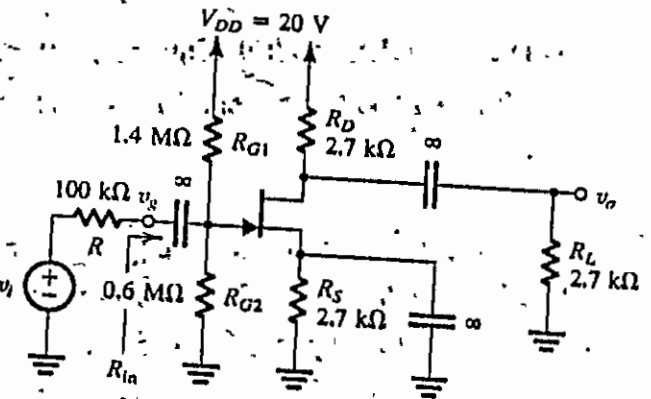 V_DD = 20 V
R_D
2.7 kΩ
1.4 MΩ
R_G1
∞
∞
100 kΩ
v_g
R
v_o
v_i
0.6 MΩ
R_G2
R_S
2.7 kΩ
∞
R_L
2.7 kΩ
R_in